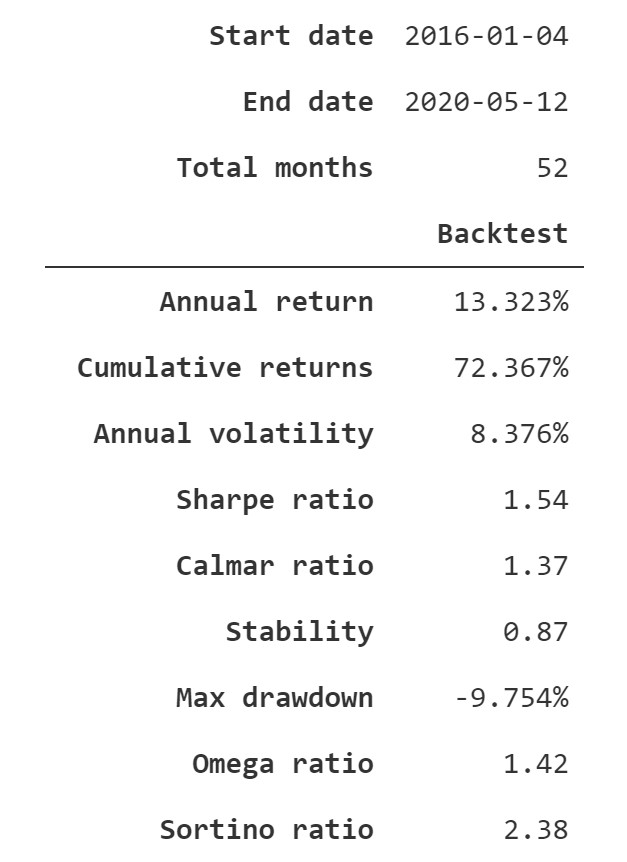 Start date 2016-01-04
End date 2020-05-12
Total months 52
Backtest
Annual return 13.323%
Cumulative returns 72.367%
Annual volatility 8.376%
Sharpe ratio 1.54
Calmar ratio 1.37
Stability 0.87
Max drawdown -9.754%
Omega ratio 1.42
Sortino ratio 2.38